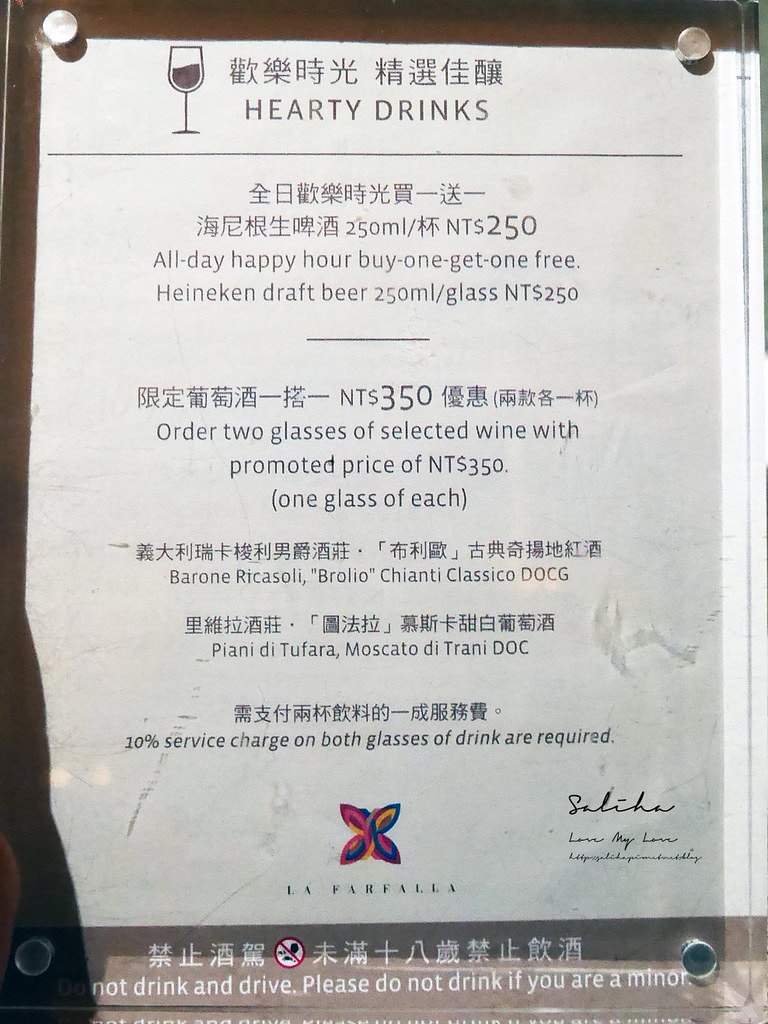 歡樂時光 精選佳釀
HEARTY DRINKS
全日歡樂時光買一送一
海尼根生啤酒 250ml/杯 NT$250
All-day happy hour buy-one-get-one free.
Heineken draft beer 250ml/glass NT$250
限定葡萄酒一搭一 NT$350 優惠 (兩款各一杯)
Order two glasses of selected wine with
promoted price of NT$350.
(one glass of each)
義大利瑞卡梭利男爵酒莊・「布利歐」古典奇揚地紅酒
Barone Ricasoli, "Brolio" Chianti Classico DOCG
里維拉酒莊・「圖法拉」慕斯卡甜白葡萄酒
Piani di Tufara, Moscato di Trani DOC
需支付兩杯飲料的一成服務費。
10% service charge on both glasses of drink are required.
Saliha
Love My Love
LA FARFALLA
禁止酒駕 未滿十八歲禁止飲酒
Do not drink and drive. Please do not drink if you are a minor.